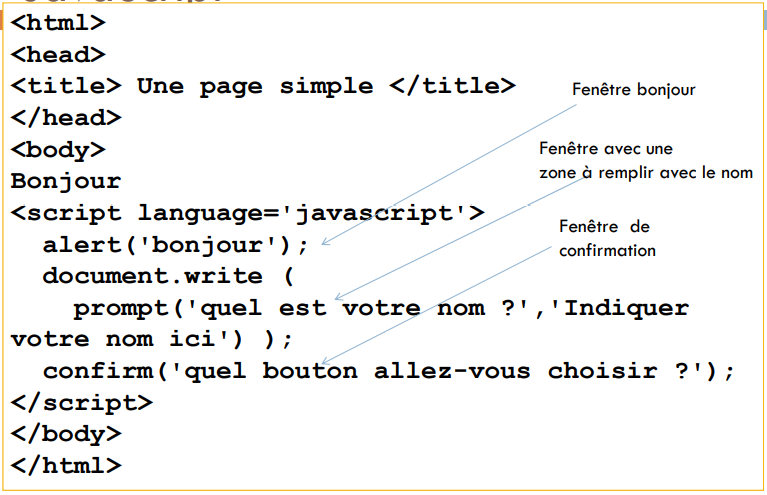 <html>
<head>
<title> Une page simple </title>
</head>
<body>
Bonjour
<script language='javascript'>
  alert('bonjour');
  document.write (
    prompt('quel est votre nom ?','Indiquer
votre nom ici') );
  confirm('quel bouton allez-vous choisir ?');
</script>
</body>
</html>
Fenêtre bonjour
Fenêtre avec une
zone à remplir avec le nom
Fenêtre de
confirmation